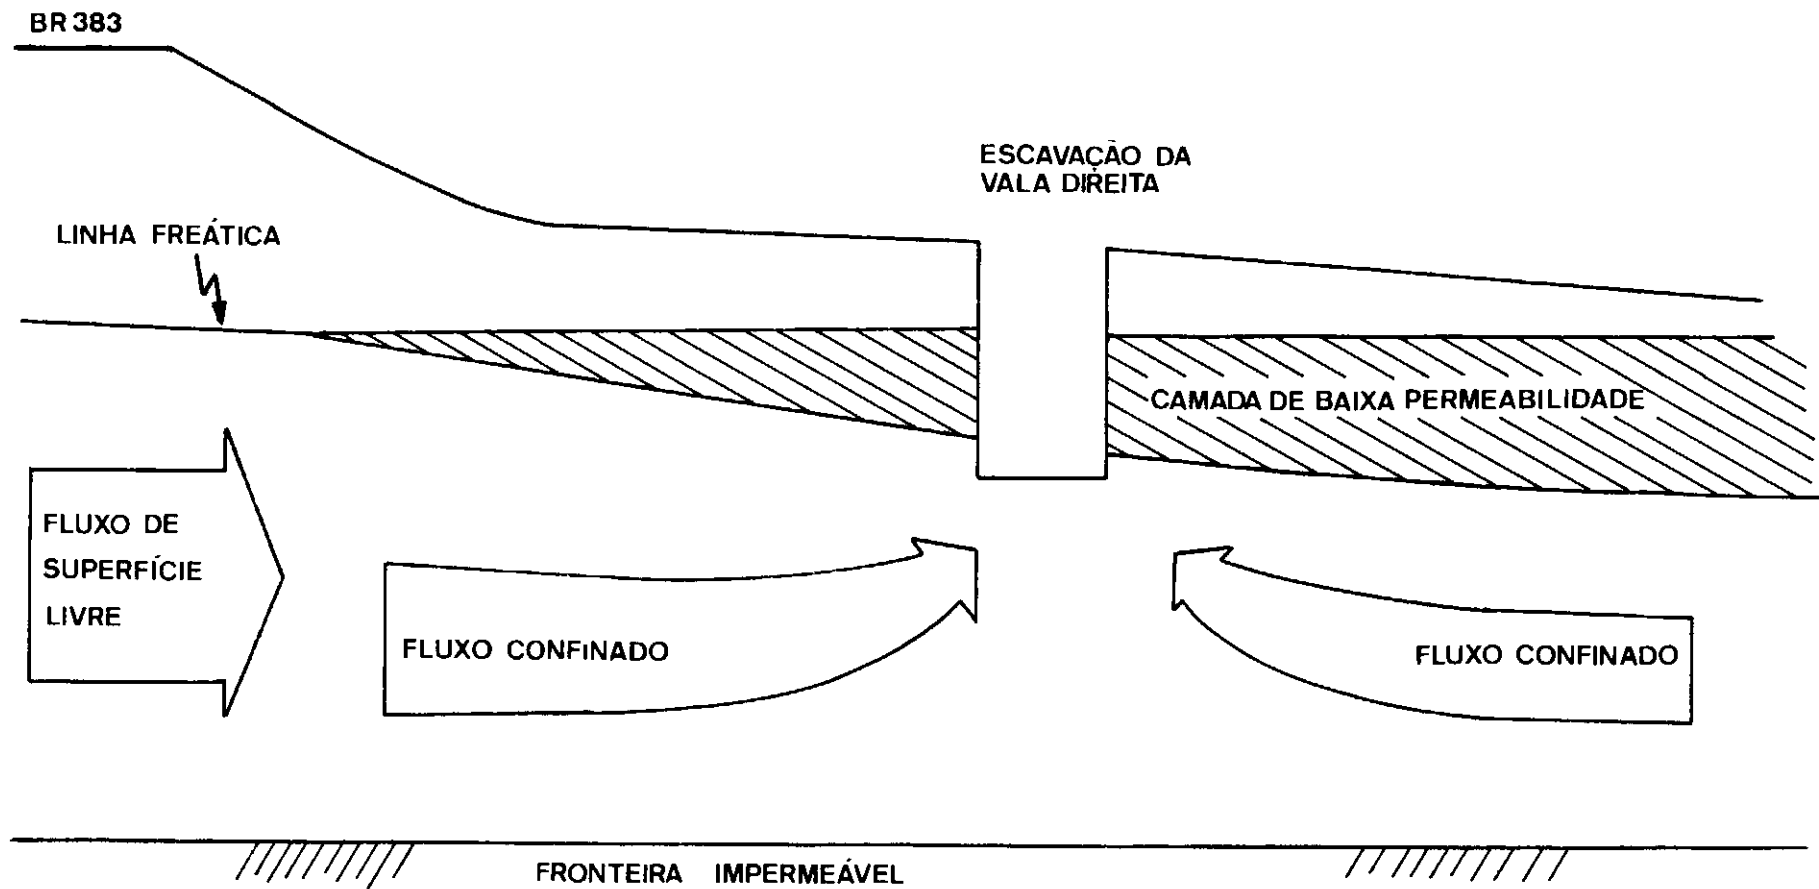 BR 383
ESCAVAÇÃO DA
VALA DIREITA
LINHA FREÁTICA
CAMADA DE BAIXA PERMEABILIDADE
FLUXO DE
SUPERFÍCIE
LIVRE
FLUXO CONFINADO
FLUXO CONFINADO
FRONTEIRA IMPERMEÁVEL